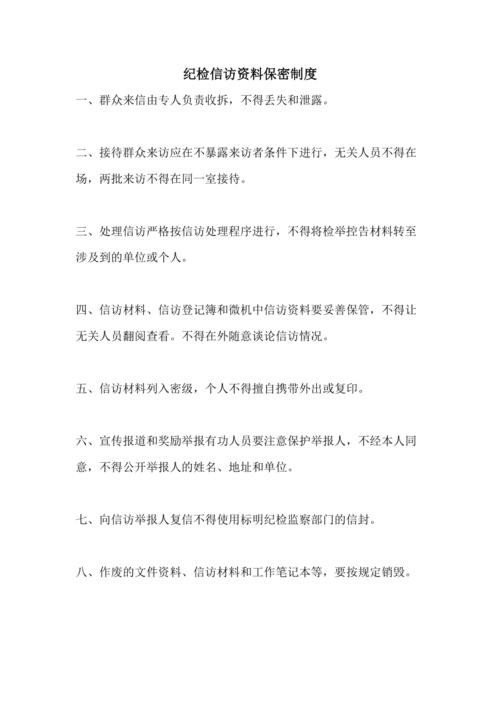 纪检信访资料保密制度
一、群众来信由专人负责收拆，不得丢失和泄露。
二、接待群众来访应在不暴露来访者条件下进行，无关人员不得在
场，两批来访不得在同一室接待。
三、处理信访严格按信访处理程序进行，不得将检举控告材料转至
涉及到的单位或个人。
四、信访材料、信访登记簿和微机中信访资料要妥善保管，不得让
无关人员翻阅查看。不得在外随意谈论信访情况。
五、信访材料列入密级，个人不得擅自携带外出或复印。
六、宣传报道和奖励举报有功人员要注意保护举报人，不经本人同
意，不得公开举报人的姓名、地址和单位。
七、向信访举报人复信不得使用标明纪检监察部门的信封。
八、作废的文件资料、信访材料和工作笔记本等，要按规定销毁。